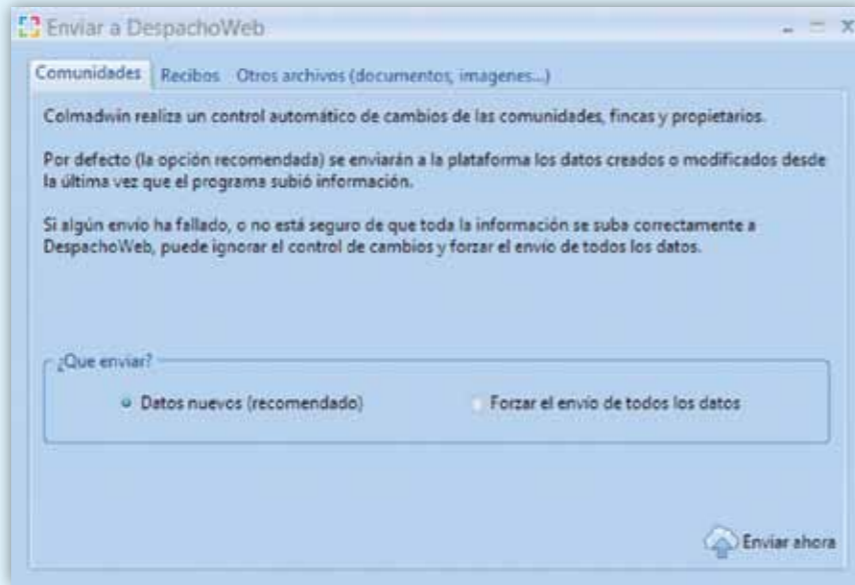 Enviar a DespachoWeb
Comunidades Recibos Otros archivos (documentos, imagenes...)
Colmadwin realiza un control automático de cambios de las comunidades, fincas y propietarios.
Por defecto (la opción recomendada) se enviarán a la plataforma los datos creados o modificados desde
la última vez que el programa subió información.
Si algún envío ha fallado, o no está seguro de que toda la información se suba correctamente a
DespachoWeb, puede ignorar el control de cambios y forzar el envío de todos los datos.
¿Que enviar?
Datos nuevos (recomendado) Forzar el envío de todos los datos
Enviar ahora